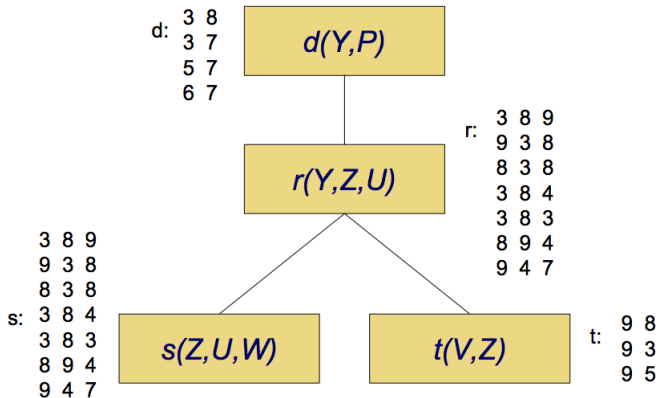 d:
3 8
3 7
5 7
6 7
d(Y,P)
r:
3 8 9
9 3 8
8 3 8
3 8 4
3 8 3
8 9 4
9 4 7
r(Y,Z,U)
s:
3 8 9
9 3 8
8 3 8
3 8 4
3 8 3
8 9 4
9 4 7
s(Z,U,W)
t(V,Z)
t:
9 8
9 3
9 5